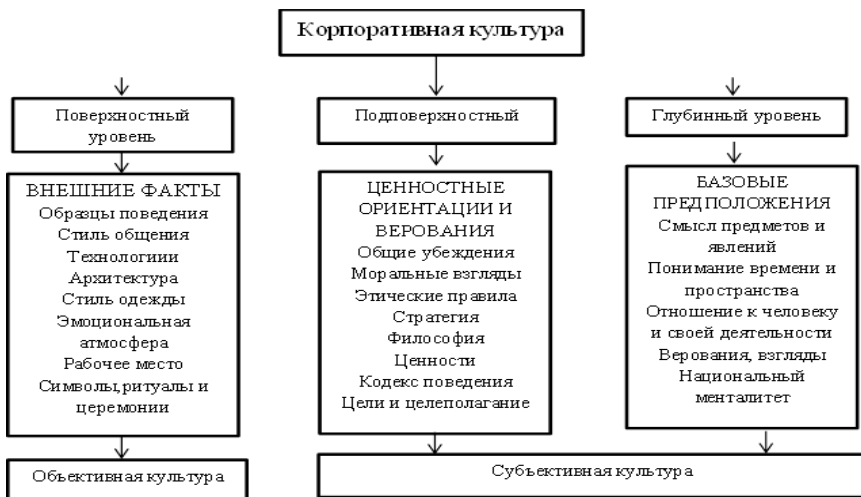 Корпоративная культура
Поверхностный
уровень
Подповерхностный
Глубинный уровень
ВНЕШНИЕ ФАКТЫ
Образцы поведения
Стиль общения
Технологиии
Архитектура
Стиль одежды
Эмоциональная
атмосфера
Рабочее место
Символы,ритуалы и
церемонии
ЦЕННОСТНЫЕ
ОРИЕНТАЦИИ И
ВЕРОВАНИЯ
Общие убеждения
Моральные взгляды
Этические правила
Стратегия
Философия
Ценности
Кодекс поведения
Цели и целеполагание
БАЗОВЫЕ
ПРЕДПОЛОЖЕНИЯ
Смысл предметов и
явлений
Понимание времени и
пространства
Отношение к человеку
и своей деятельности
Верования, взгляды
Национальный
менталитет
Объективная культура
Субъективная культура